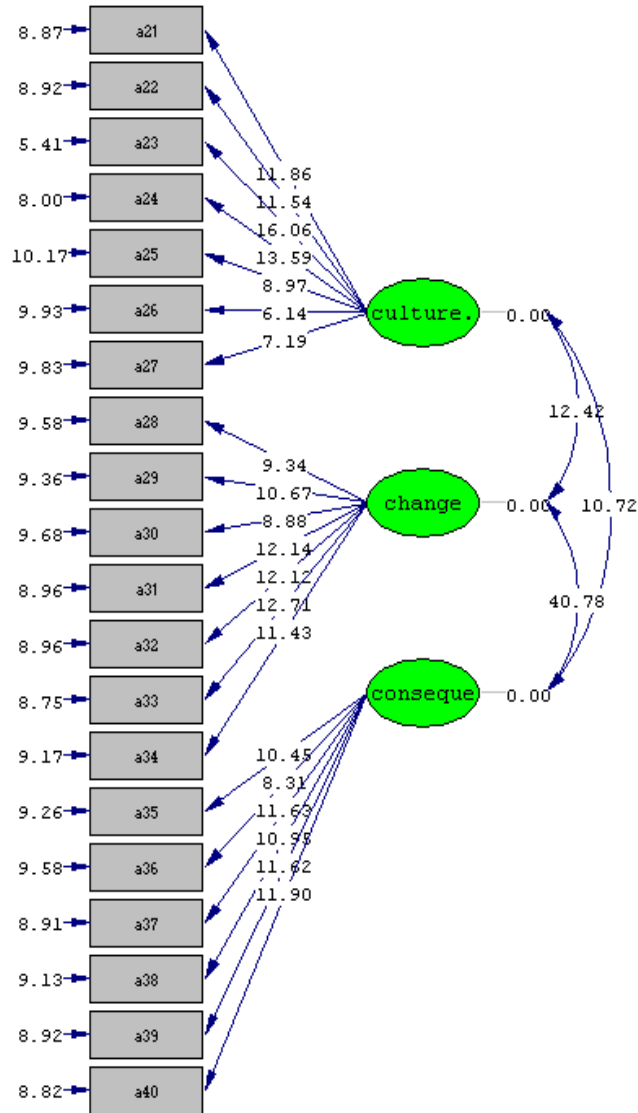 8.87 a21
8.92 a22
5.41 a23
8.00 a24
10.17 a25
9.93 a26
9.83 a27
9.58 a28
9.36 a29
9.68 a30
8.96 a31
8.96 a32
8.75 a33
9.17 a34
9.26 a35
9.58 a36
8.91 a37
9.13 a38
8.92 a39
8.82 a40
11.86
11.54
16.06
13.59
8.97
6.14
7.19
9.34
10.67
8.88
12.14
12.12
12.71
11.43
10.45
8.31
11.63
10.95
11.62
11.90
culture. 0.00
change 0.00
conseque 0.00
12.42
10.72
40.78